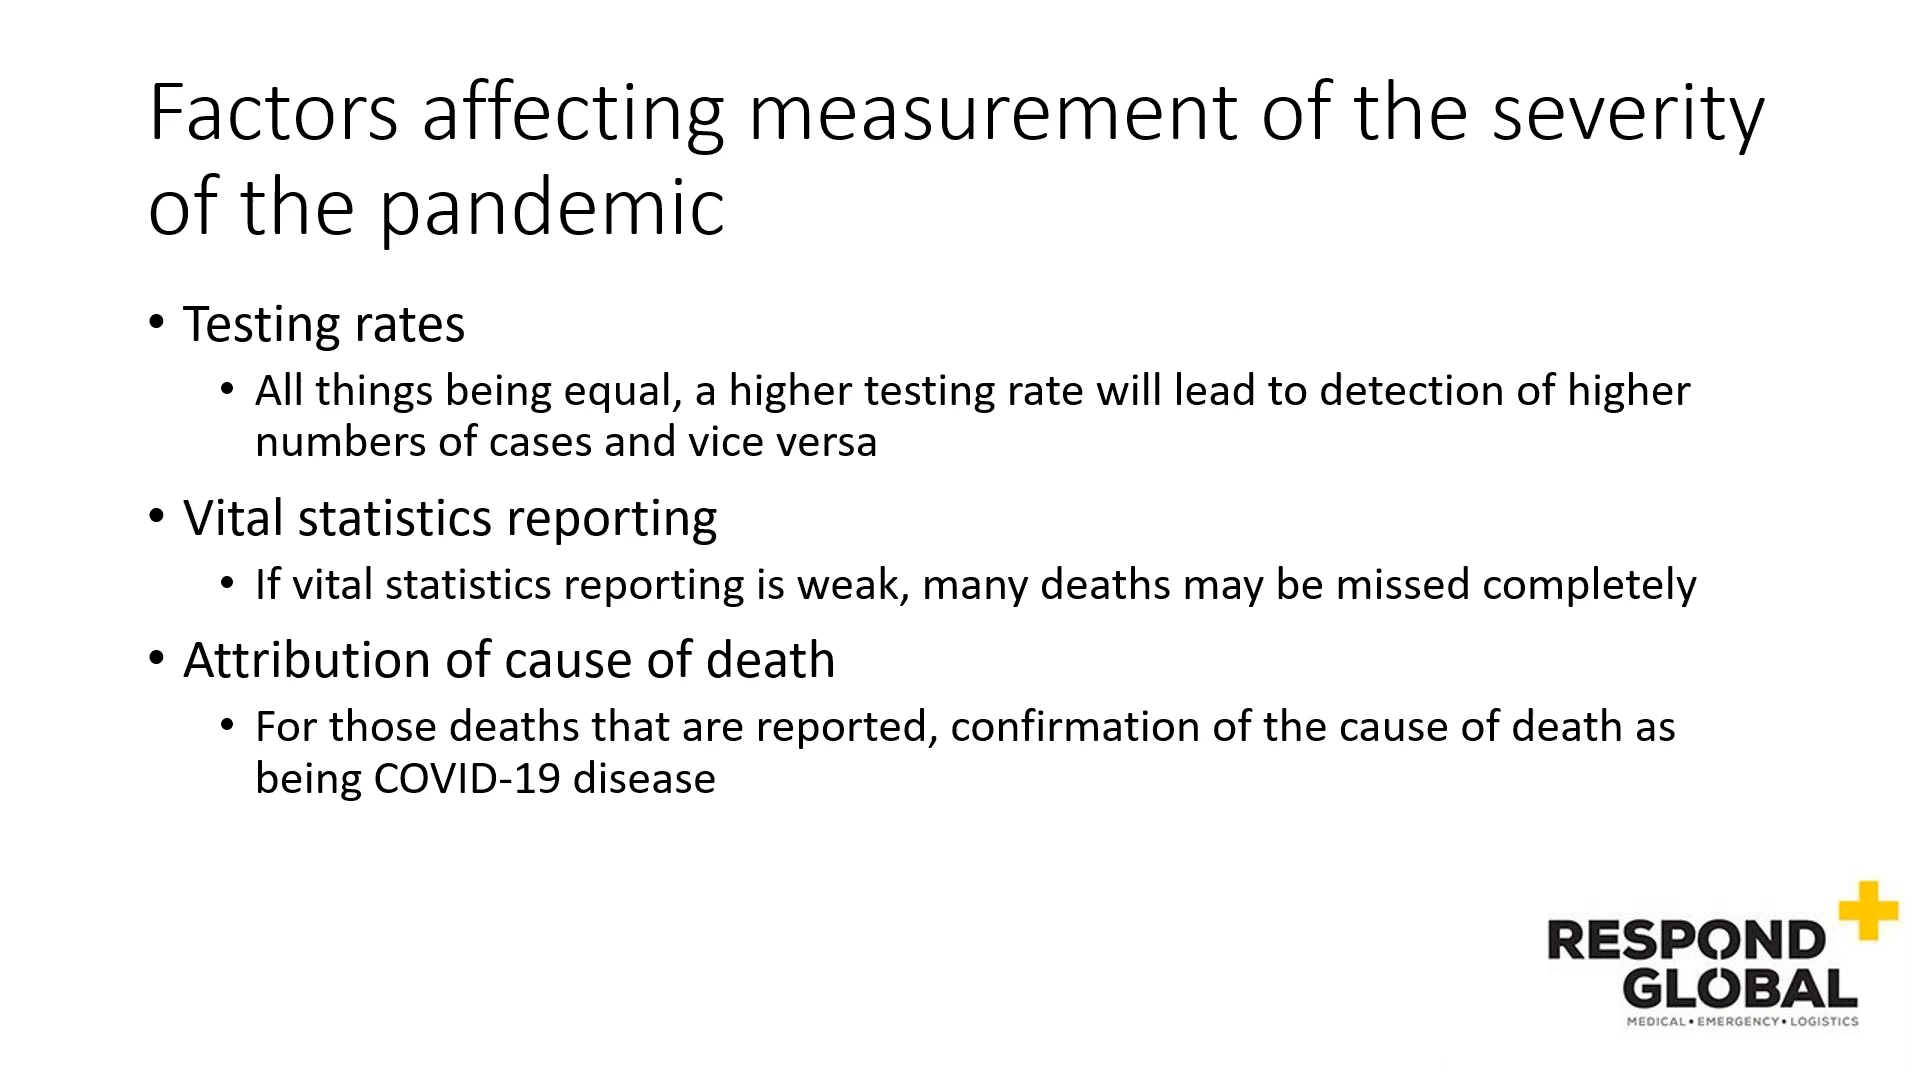 Factors affecting measurement of the severity
of the pandemic
• Testing rates
• All things being equal, a higher testing rate will lead to detection of higher
numbers of cases and vice versa
• Vital statistics reporting
• If vital statistics reporting is weak, many deaths may be missed completely
• Attribution of cause of death
• For those deaths that are reported, confirmation of the cause of death as
being COVID-19 disease
RESPOND
GLOBAL
MEDICAL • EMERGENCY • LOGISTICS